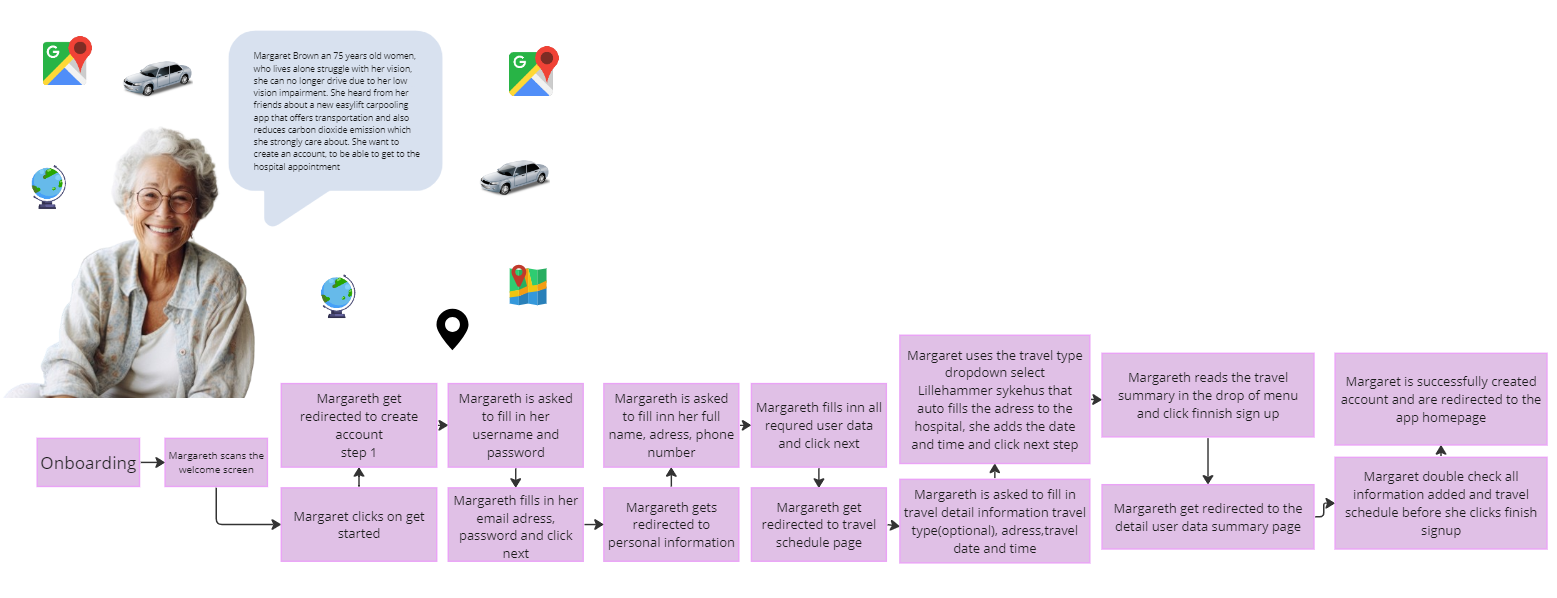 G
G
Margaret Brown an 75 years old women,
who lives alone struggle with her vision,
she can no longer drive due to her low
vision impairment. She heard from her
friends about a new easylift carpooling
app that offers transportation and also
reduces carbon dioxide emission which
she strongly care about. She want to
create an account, to be able to get to the
hospital appointment
Onboarding
Margareth scans the
welcome screen
Margaret clicks on get
started
Margareth get
redirected to create
account
step 1
Margareth is asked
to fill in her
username and
password
Margareth fills in her
email adress,
password and click
next
Margareth gets
redirected to
personal information
Margareth is asked
to fill inn her full
name, adress, phone
number
Margareth fills inn all
requred user data
and click next
Margareth get
redirected to travel
schedule page
Margareth is asked to fill in
travel detail information travel
type(optional), adress,travel
date and time
Margaret uses the travel type
dropdown select
Lillehammer sykehus that
auto fills the adress to the
hospital, she adds the date
and time and click next step
Margareth reads the travel
summary in the drop of menu
and click finnish sign up
Margaret get redirected to the
detail user data summary page
Margaret double check all
information added and travel
schedule before she clicks finish
signup
Margaret is successfully created
account and are redirected to the
app homepage